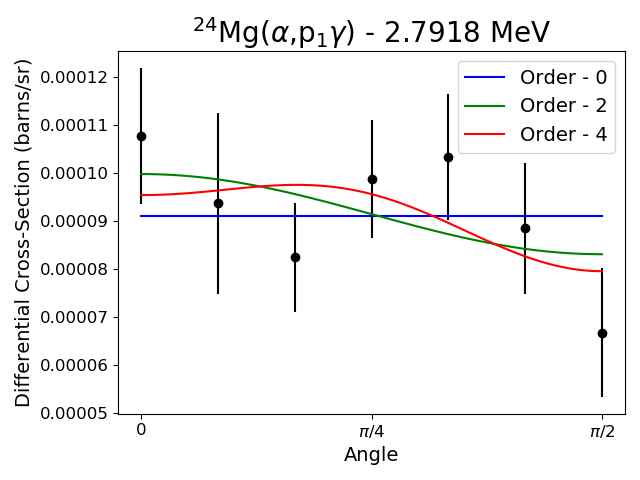 ²⁴Mg(α,p₁γ) - 2.7918 MeV
Differential Cross-Section (barns/sr)
0.00012
0.00011
0.00010
0.00009
0.00008
0.00007
0.00006
0.00005
Order - 0
Order - 2
Order - 4
0
π/4
π/2
Angle